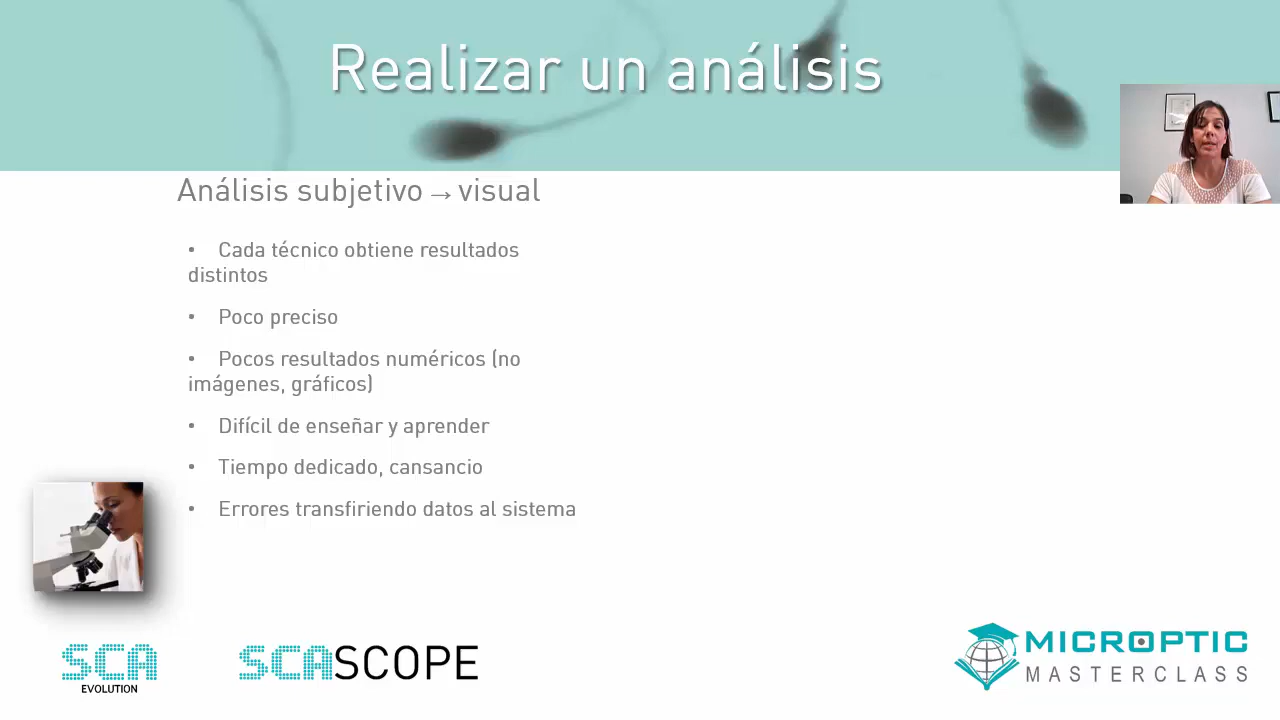 Realizar un análisis
Análisis subjetivo → visual
• Cada técnico obtiene resultados
distintos
• Poco preciso
• Pocos resultados numéricos (no
imágenes, gráficos)
• Difícil de enseñar y aprender
• Tiempo dedicado, cansancio
• Errores transfiriendo datos al sistema
SCA
EVOLUTION
SCASCOPE
MICROPTIC
MASTERCLASS